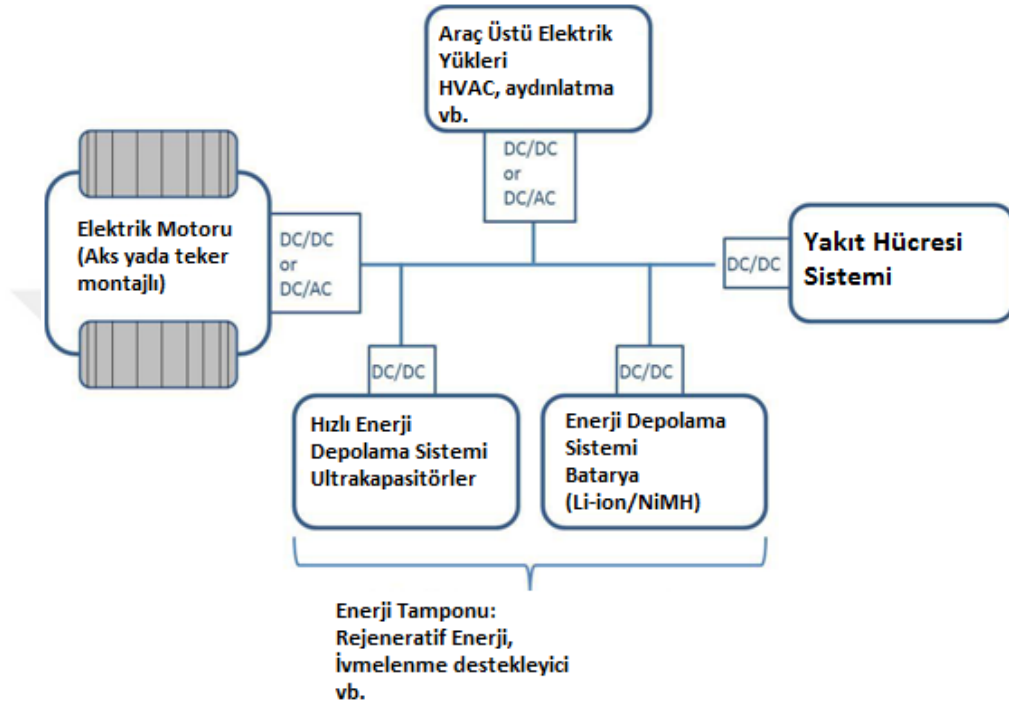 Araç Üstü Elektrik
Yükleri
HVAC, aydınlatma
vb.
DC/DC
or
DC/AC
Elektrik Motoru
(Aks yada teker
montajlı)
DC/DC
or
DC/AC
DC/DC
Yakıt Hücresi
Sistemi
DC/DC
DC/DC
Hızlı Enerji
Depolama Sistemi
Ultrakapasitörler
Enerji Depolama
Sistemi
Batarya
(Li-ion/NiMH)
Enerji Tamponu:
Rejeneratif Enerji,
İvmelenme destekleyici
vb.